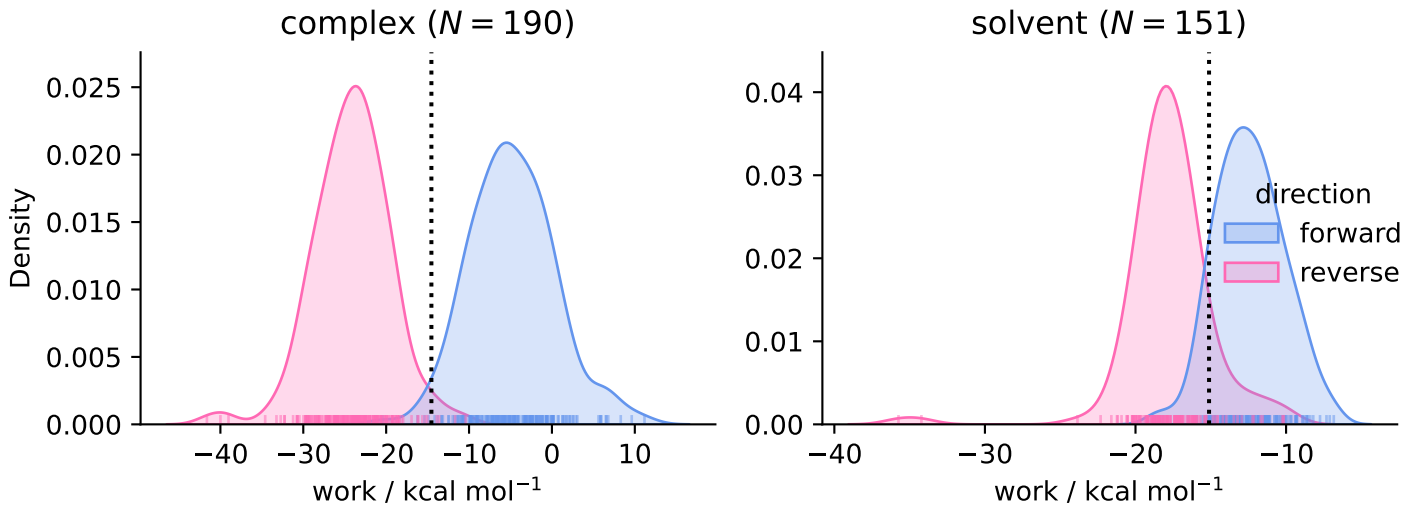 complex (N = 190)
Density
0.025
0.020
0.015
0.010
0.005
0.000
−40
−30
−20
−10
0
10
work / kcal mol⁻¹
solvent (N = 151)
0.04
0.03
0.02
0.01
0.00
−40
−30
−20
−10
work / kcal mol⁻¹
direction
forward
reverse